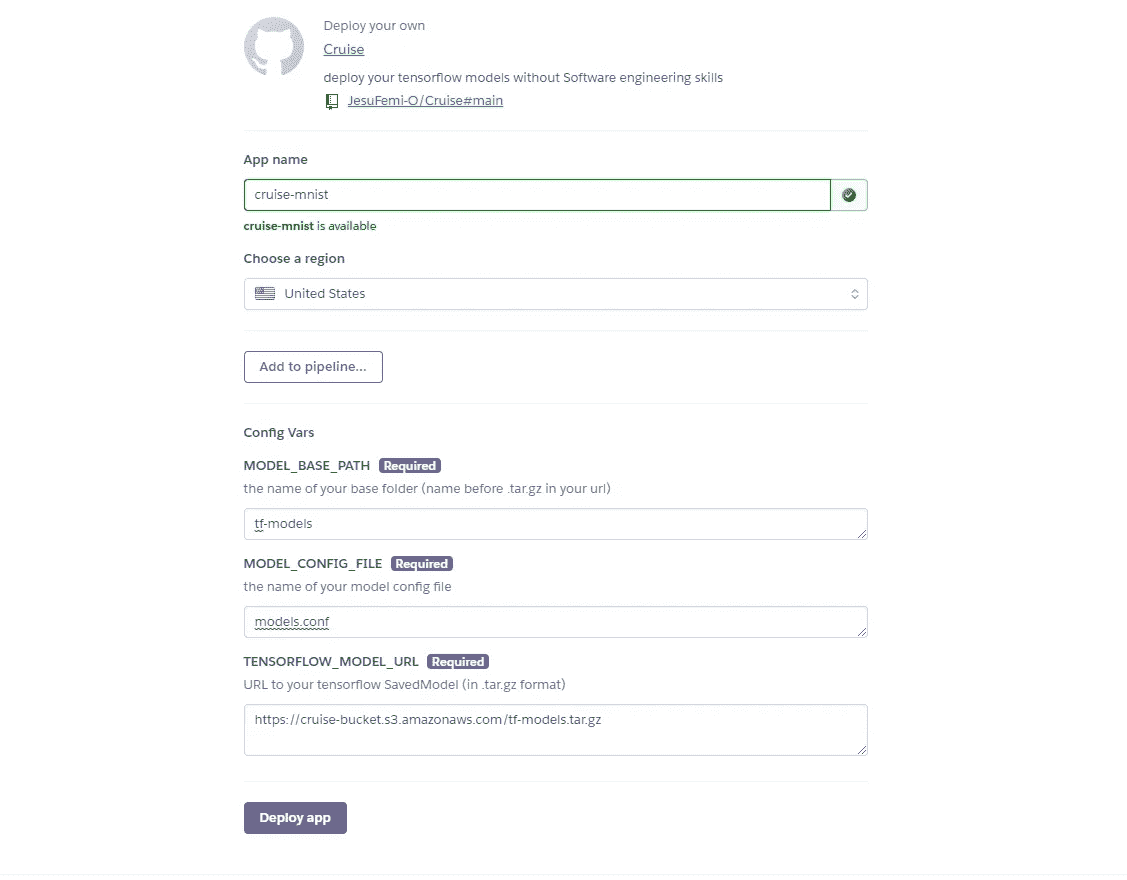 Deploy your own
Cruise
deploy your tensorflow models without Software engineering skills
JesuFemi-O/Cruise#main
App name
cruise-mnist
cruise-mnist is available
Choose a region
United States
Add to pipeline...
Config Vars
MODEL_BASE_PATH Required
the name of your base folder (name before .tar.gz in your url)
tf-models
MODEL_CONFIG_FILE Required
the name of your model config file
models.conf
TENSORFLOW_MODEL_URL Required
URL to your tensorflow SavedModel (in .tar.gz format)
https://cruise-bucket.s3.amazonaws.com/tf-models.tar.gz
Deploy app